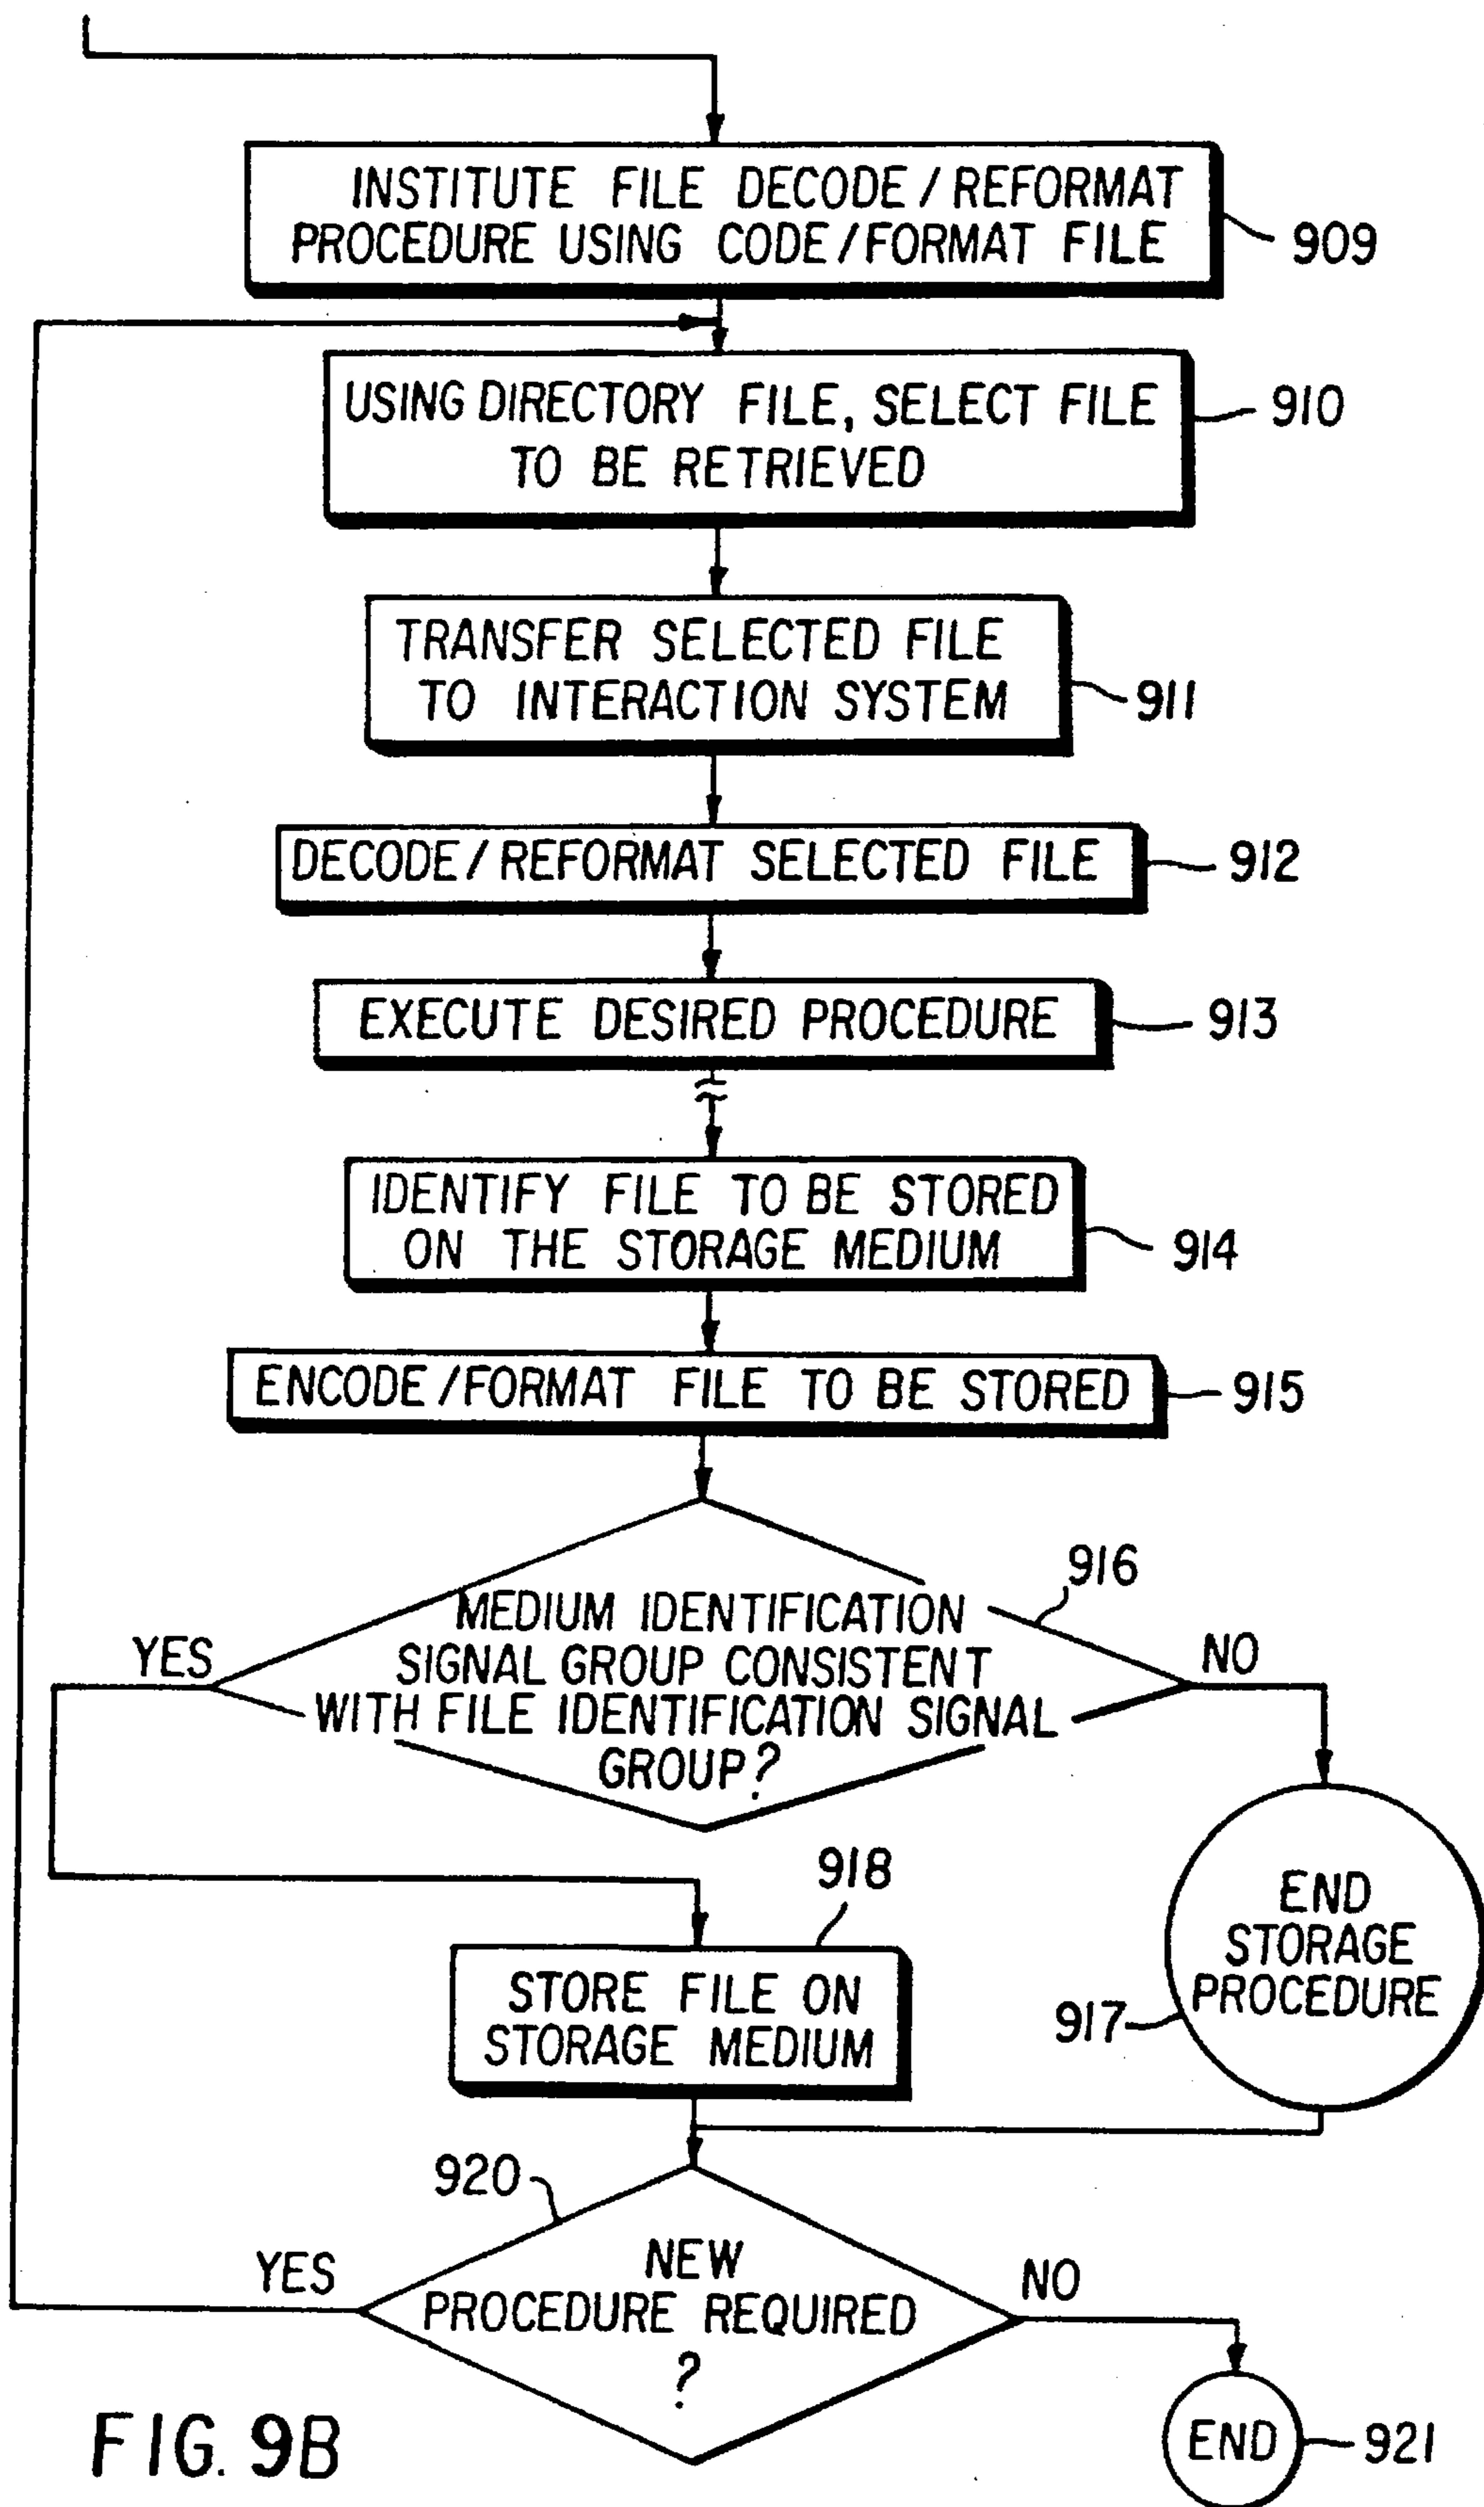 INSTITUTE FILE DECODE/REFORMAT
PROCEDURE USING CODE/FORMAT FILE
909
USING DIRECTORY FILE, SELECT FILE
TO BE RETRIEVED
910
TRANSFER SELECTED FILE
TO INTERACTION SYSTEM
911
DECODE/REFORMAT SELECTED FILE
912
EXECUTE DESIRED PROCEDURE
913
IDENTIFY FILE TO BE STORED
ON THE STORAGE MEDIUM
914
ENCODE/FORMAT FILE TO BE STORED
915
916
MEDIUM IDENTIFICATION
SIGNAL GROUP CONSISTENT
WITH FILE IDENTIFICATION SIGNAL
GROUP?
YES
NO
918
END
STORAGE
PROCEDURE
917
STORE FILE ON
STORAGE MEDIUM
920
NEW
PROCEDURE REQUIRED
?
YES
NO
END
921
FIG. 9B